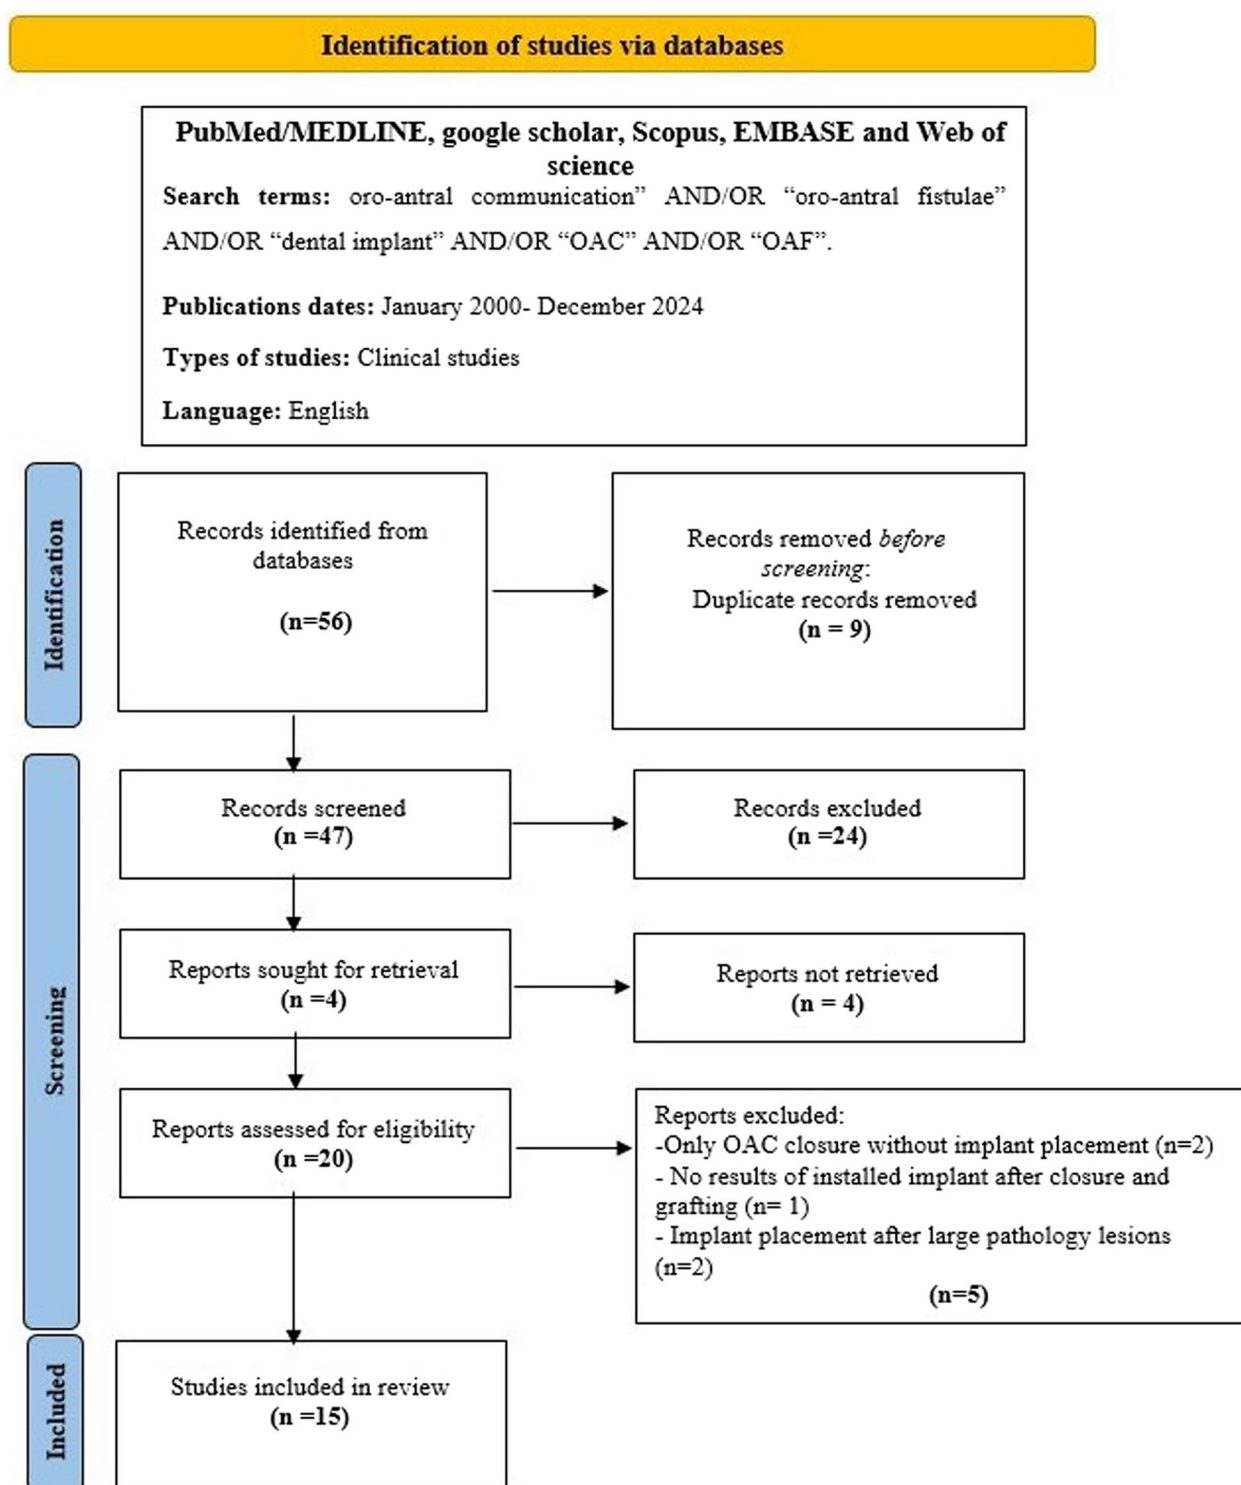 Identification of studies via databases
PubMed/MEDLINE, google scholar, Scopus, EMBASE and Web of
science
Search terms: oro-antral communication” AND/OR “oro-antral fistulae”
AND/OR “dental implant” AND/OR “OAC” AND/OR “OAF”.
Publications dates: January 2000- December 2024
Types of studies: Clinical studies
Language: English
Identification
Records identified from
databases
(n=56)
Records removed before
screening:
Duplicate records removed
(n = 9)
Screening
Records screened
(n =47)
Records excluded
(n =24)
Reports sought for retrieval
(n =4)
Reports not retrieved
(n = 4)
Reports assessed for eligibility
(n =20)
Reports excluded:
-Only OAC closure without implant placement (n=2)
- No results of installed implant after closure and
grafting (n= 1)
- Implant placement after large pathology lesions
(n=2)
(n=5)
Included
Studies included in review
(n =15)